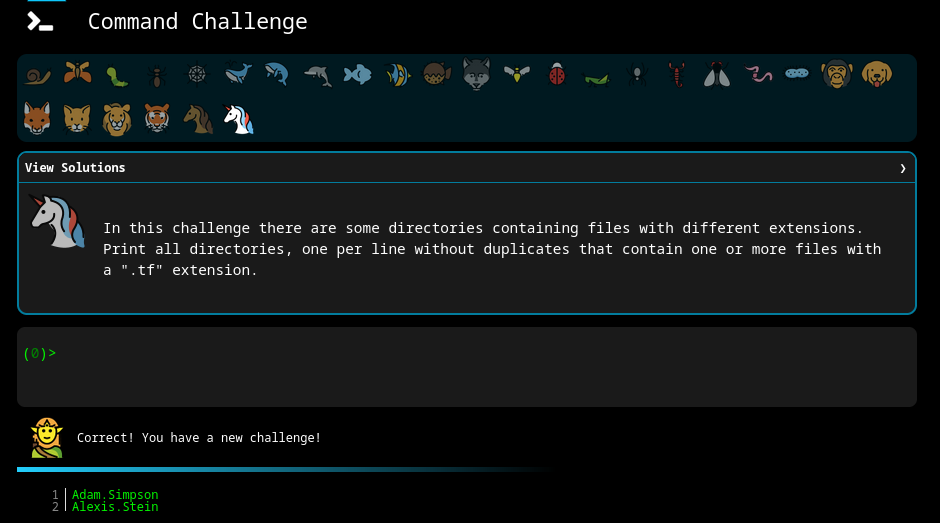 Command Challenge
View Solutions
In this challenge there are some directories containing files with different extensions.
Print all directories, one per line without duplicates that contain one or more files with
a ".tf" extension.
(0)>
Correct! You have a new challenge!
1 Adam.Simpson
2 Alexis.Stein